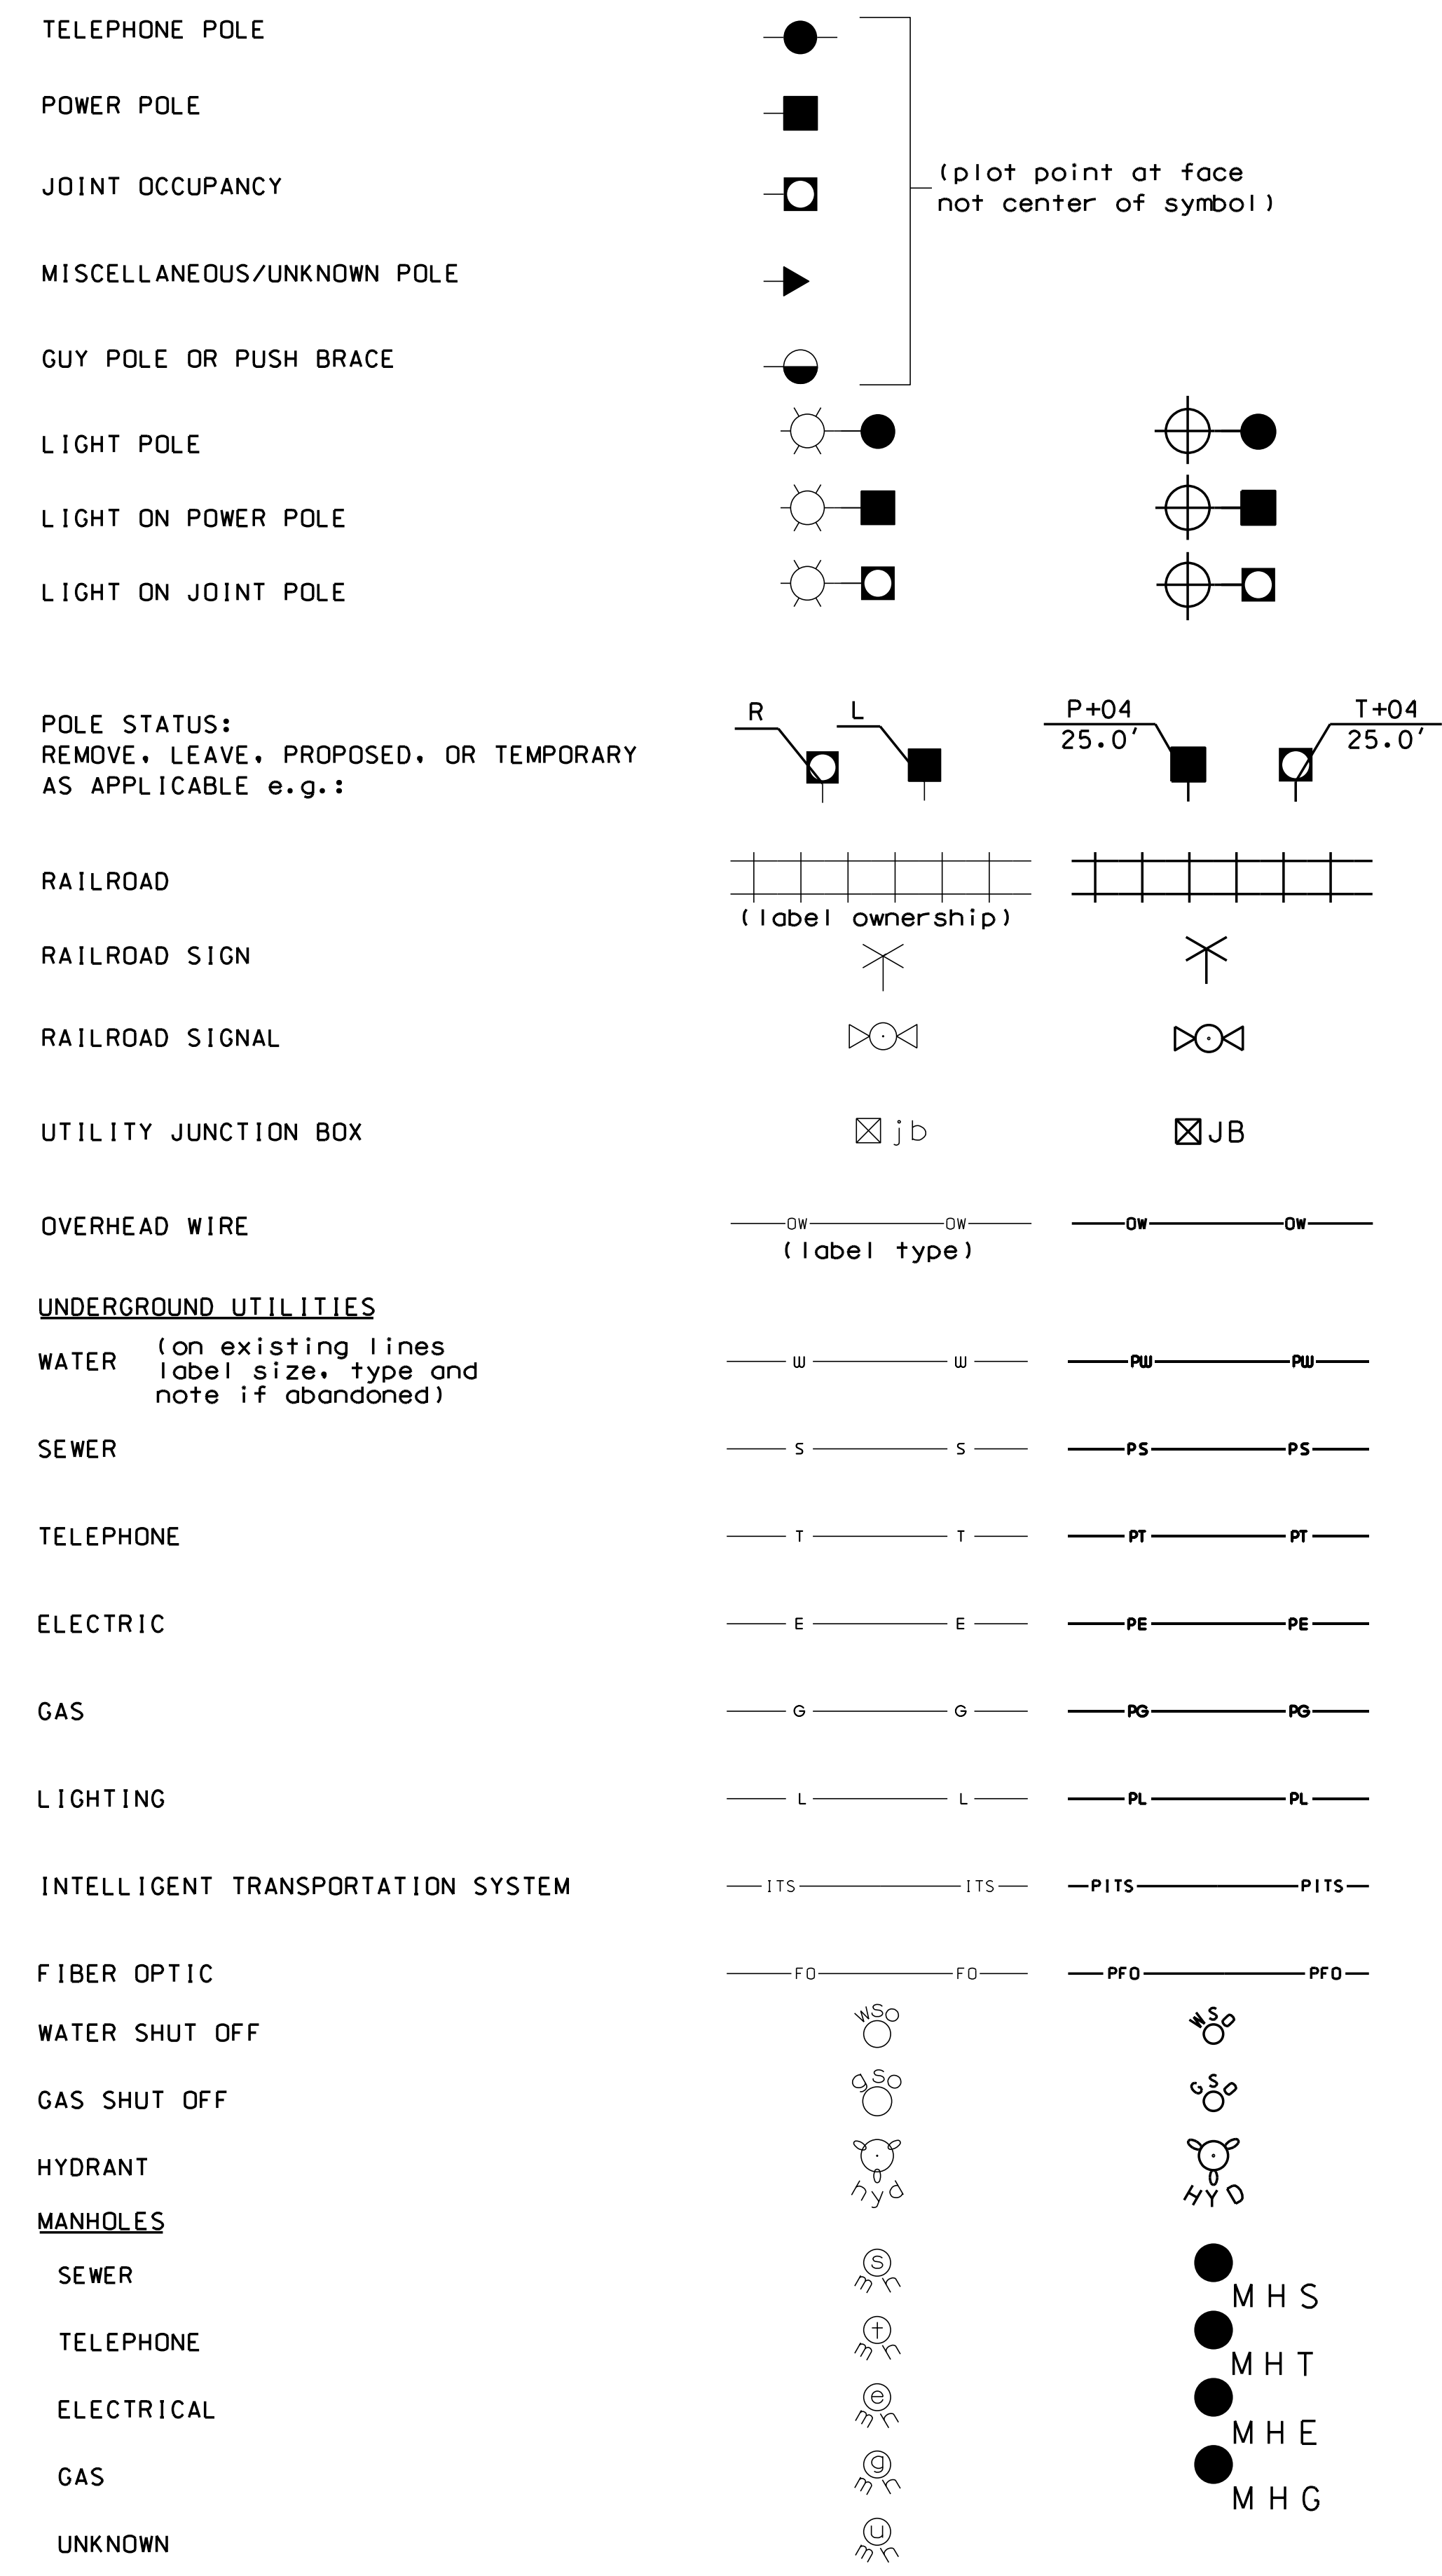 TELEPHONE POLE
POWER POLE
JOINT OCCUPANCY
(plot point at face
not center of symbol)
MISCELLANEOUS/UNKNOWN POLE
GUY POLE OR PUSH BRACE
LIGHT POLE
LIGHT ON POWER POLE
LIGHT ON JOINT POLE
R L P+04 T+04
25.0' 25.0'
POLE STATUS:
REMOVE, LEAVE, PROPOSED, OR TEMPORARY
AS APPLICABLE e.g.:
RAILROAD
(label ownership)
RAILROAD SIGN
RAILROAD SIGNAL
UTILITY JUNCTION BOX jb JB
OVERHEAD WIRE OW OW OW OW
(label type)
UNDERGROUND UTILITIES
WATER (on existing lines
label size, type and
note if abandoned)
W W PW PW
SEWER S S PS PS
TELEPHONE T T PT PT
ELECTRIC E E PE PE
GAS G G PG PG
LIGHTING L L PL PL
INTELLIGENT TRANSPORTATION SYSTEM ITS ITS PITS PITS
FIBER OPTIC FO FO PFO PFO
WATER SHUT OFF wso WSO
GAS SHUT OFF gso GSO
HYDRANT hyd HYD
MANHOLES
SEWER s mh MHS
TELEPHONE t mh MHT
ELECTRICAL e mh MHE
GAS g mh MHG
UNKNOWN u mh